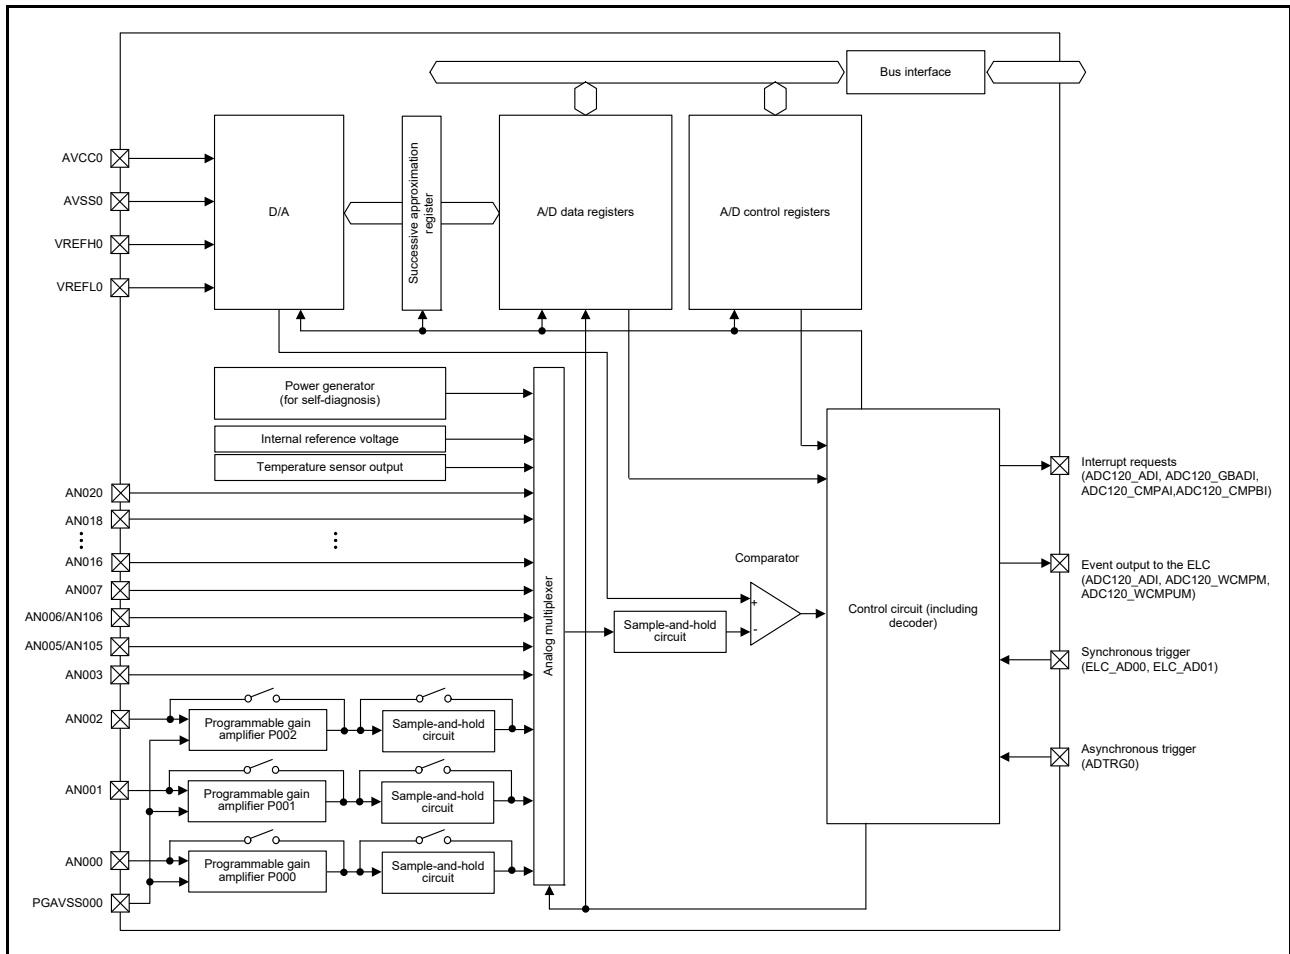 Bus interface
AVCC0
AVSS0
VREFH0
VREFL0
D/A
Successive approximation
register
A/D data registers
A/D control registers
Power generator
(for self-diagnosis)
Internal reference voltage
Temperature sensor output
AN020
AN018
AN016
AN007
AN006/AN106
AN005/AN105
AN003
AN002
AN001
AN000
PGAVSS000
Programmable gain
amplifier P002
Sample-and-hold
circuit
Programmable gain
amplifier P001
Sample-and-hold
circuit
Programmable gain
amplifier P000
Sample-and-hold
circuit
Analog multiplexer
Sample-and-hold
circuit
Comparator
+
-
Control circuit (including
decoder)
Interrupt requests
(ADC120_ADI, ADC120_GBADI,
ADC120_CMPAI,ADC120_CMPBI)
Event output to the ELC
(ADC120_ADI, ADC120_WCMPM,
ADC120_WCMPUM)
Synchronous trigger
(ELC_AD00, ELC_AD01)
Asynchronous trigger
(ADTRG0)